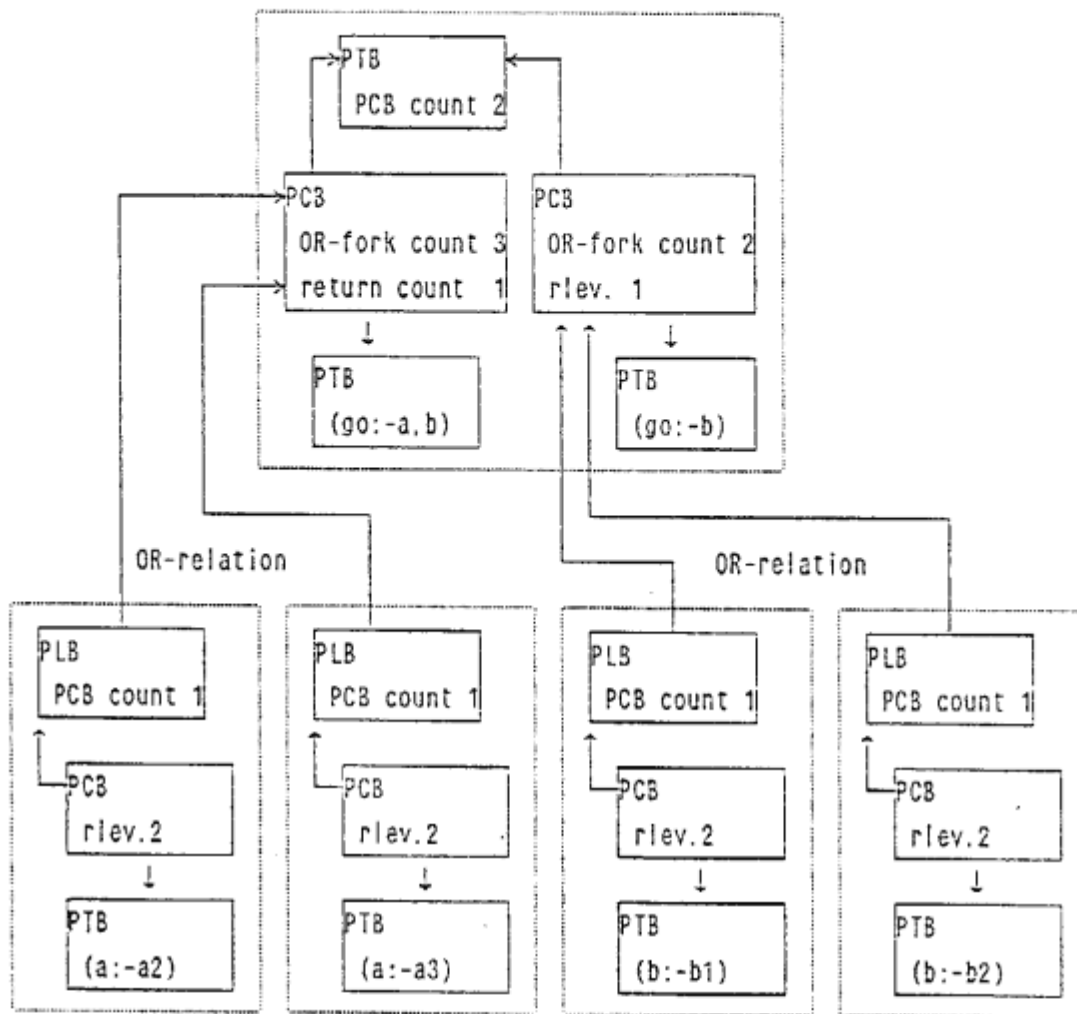 PTB
PCB count 2
PCB
OR-fork count 3
return count 1
PCB
OR-fork count 2
rlev. 1
PTB
(go:-a,b)
PTB
(go:-b)
OR-relation
OR-relation
PLB
PCB count 1
PLB
PCB count 1
PLB
PCB count 1
PLB
PCB count 1
PCB
rlev.2
PCB
rlev.2
PCB
rlev.2
PCB
rlev.2
PTB
(a:-a2)
PTB
(a:-a3)
PTB
(b:-b1)
PTB
(b:-b2)